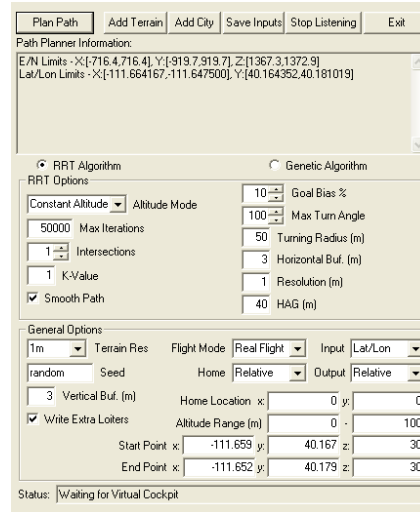 Plan Path Add Terrain Add City Save Inputs Stop Listening Exit
Path Planner Information:
E/N Limits - X:[-716.4,716.4], Y:[-919.7,919.7], Z:[1367.3,1372.9]
Lat/Lon Limits - X:[-111.664167,-111.647500], Y:[40.164352,40.181019]
RRT Algorithm Genetic Algorithm
RRT Options
Constant Altitude Altitude Mode
50000 Max Iterations
1 Intersections
1 K-Value
Smooth Path
10 Goal Bias %
100 Max Turn Angle
50 Turning Radius (m)
3 Horizontal Buf. (m)
1 Resolution (m)
40 HAG (m)
General Options
1m Terrain Res Flight Mode Real Flight Input Lat/Lon
random Seed Home Relative Output Relative
3 Vertical Buf. (m) Home Location x: 0 y: 0
Write Extra Loiters Altitude Range (m) 0 - 100
Start Point x: -111.659 y: 40.167 z: 30
End Point x: -111.652 y: 40.179 z: 30
Status: Waiting for Virtual Cockpit